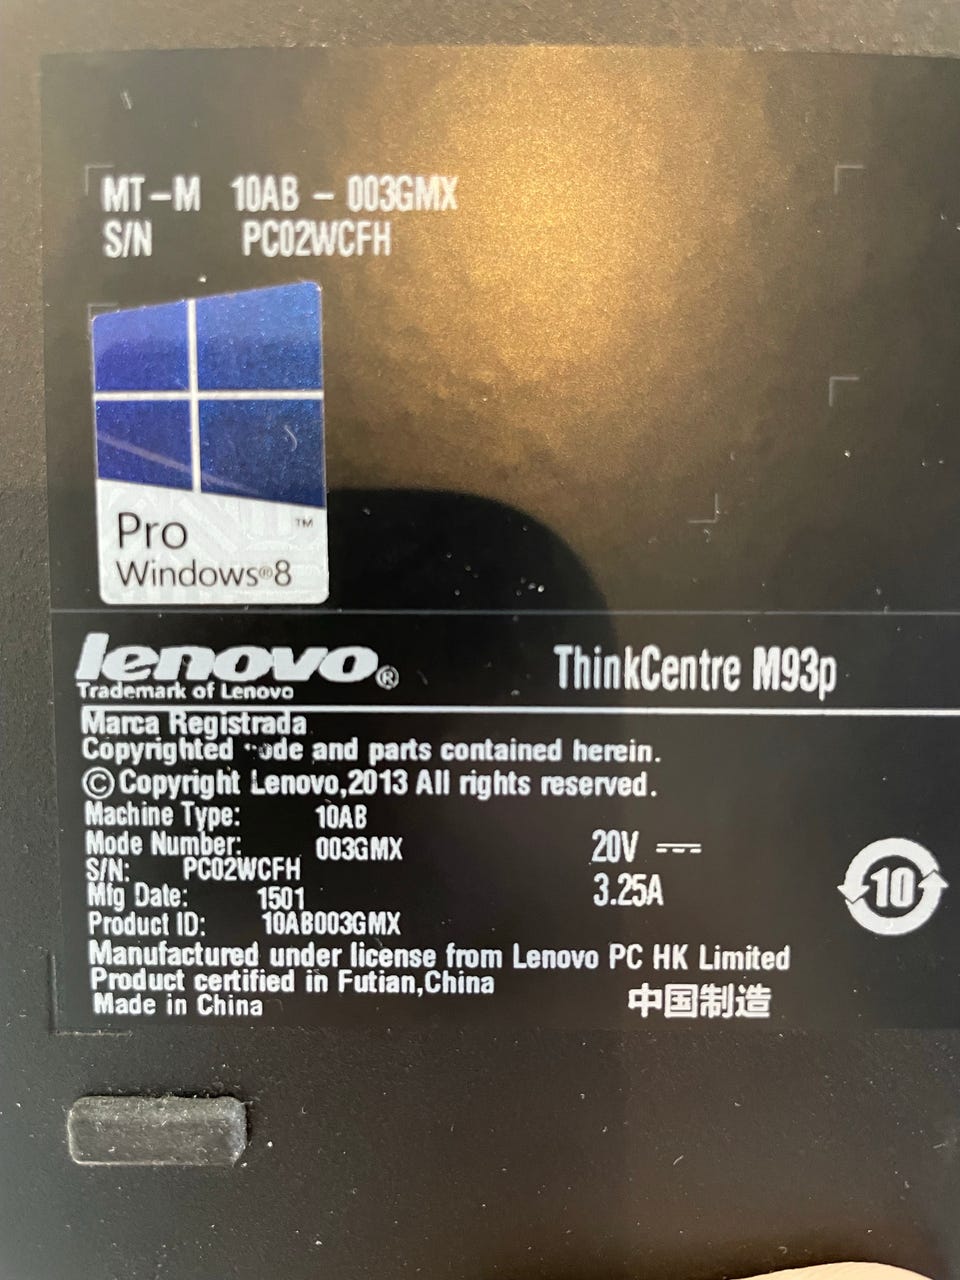 MT-M 10AB - 003GMX
S/N PC02WCFH
Pro ™
Windows®8
lenovo®
ThinkCentre M93p
Trademark of Lenovo
Marca Registrada
Copyrighted and parts contained herein.
© Copyright Lenovo,2013 All rights reserved.
Machine Type: 10AB
Mode Number: 003GMX
20V
S/N: PC02WCFH
Mfg Date: 1501
3.25A
10
Product ID: 10AB003GMX
Manufactured under license from Lenovo PC HK Limited
Product certified in Futian,China
Made in China
中国制造